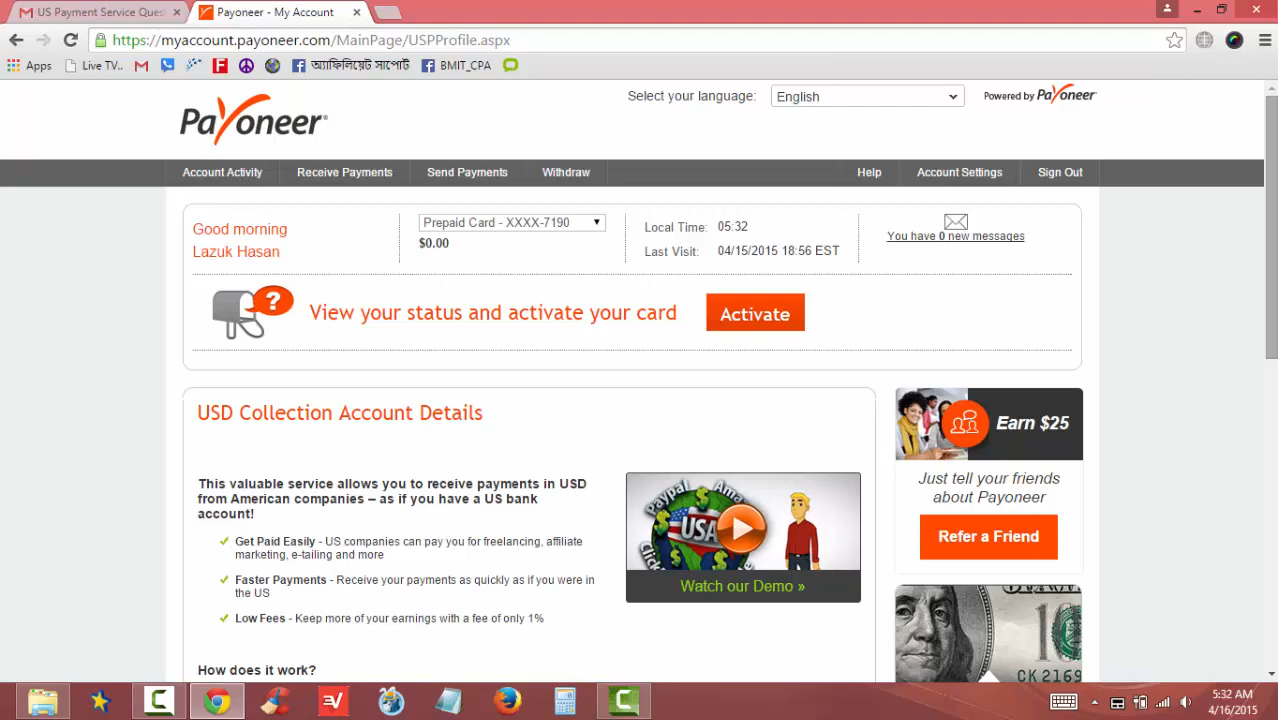 US Payment Service Ques
Payoneer - My Account
https://myaccount.payoneer.com/MainPage/USPProfile.aspx
Apps
Live TV..
অ্যাফিলিয়েট সাপোর্ট
BMIT_CPA
Payoneer
Select your language:
English
Powered by Payoneer
Account Activity
Receive Payments
Send Payments
Withdraw
Help
Account Settings
Sign Out
Good morning
Lazuk Hasan
Prepaid Card - XXXX-7190
$0.00
Local Time: 05:32
Last Visit: 04/15/2015 18:56 EST
You have 0 new messages
?
View your status and activate your card
Activate
USD Collection Account Details
This valuable service allows you to receive payments in USD
from American companies – as if you have a US bank
account!
Get Paid Easily - US companies can pay you for freelancing, affiliate
marketing, e-tailing and more
Faster Payments - Receive your payments as quickly as if you were in
the US
Low Fees - Keep more of your earnings with a fee of only 1%
How does it work?
Paypal
Ama
USA
Watch our Demo »
Earn $25
Just tell your friends
about Payoneer
Refer a Friend
CK 2169
5:32 AM
4/16/2015